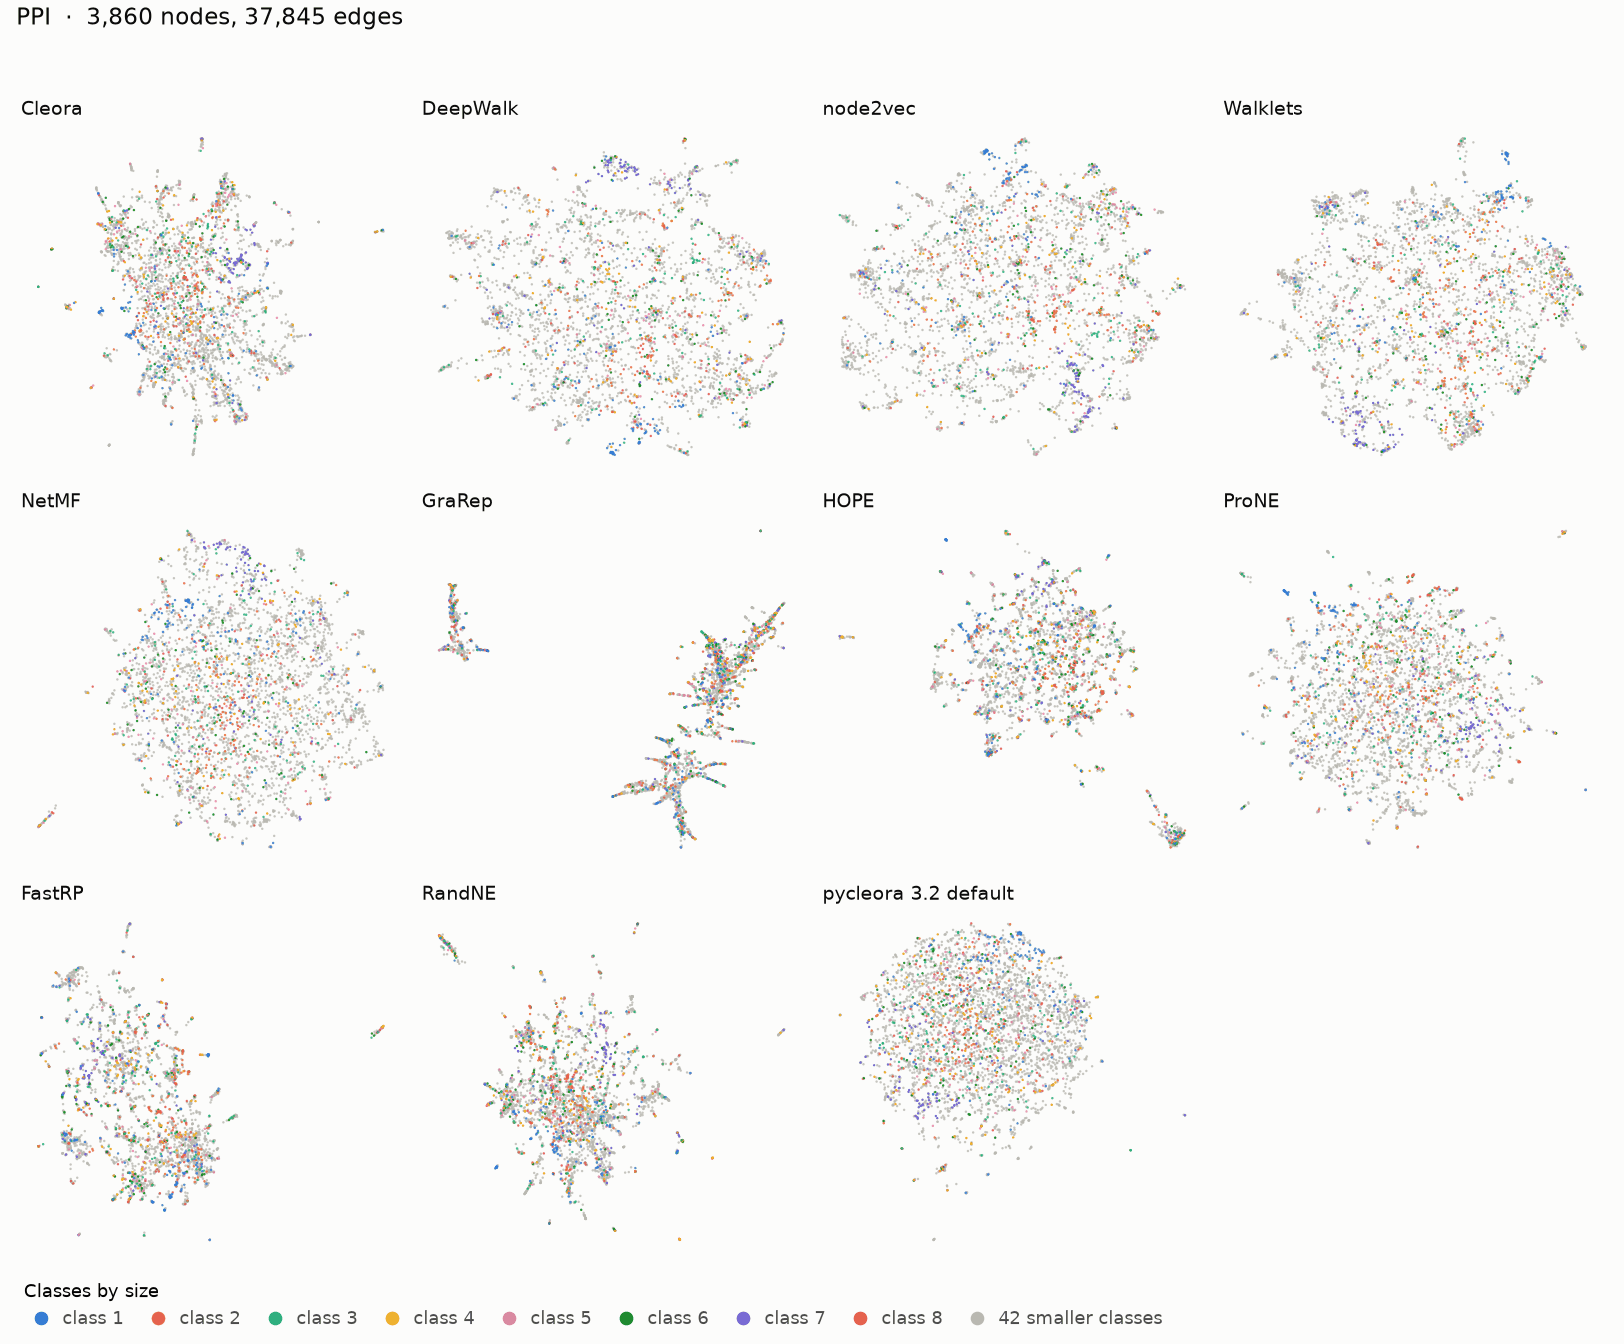 PPI · 3,860 nodes, 37,845 edges
Cleora
DeepWalk
node2vec
Walklets
NetMF
GraRep
HOPE
ProNE
FastRP
RandNE
pycleora 3.2 default
Classes by size
class 1
class 2
class 3
class 4
class 5
class 6
class 7
class 8
42 smaller classes